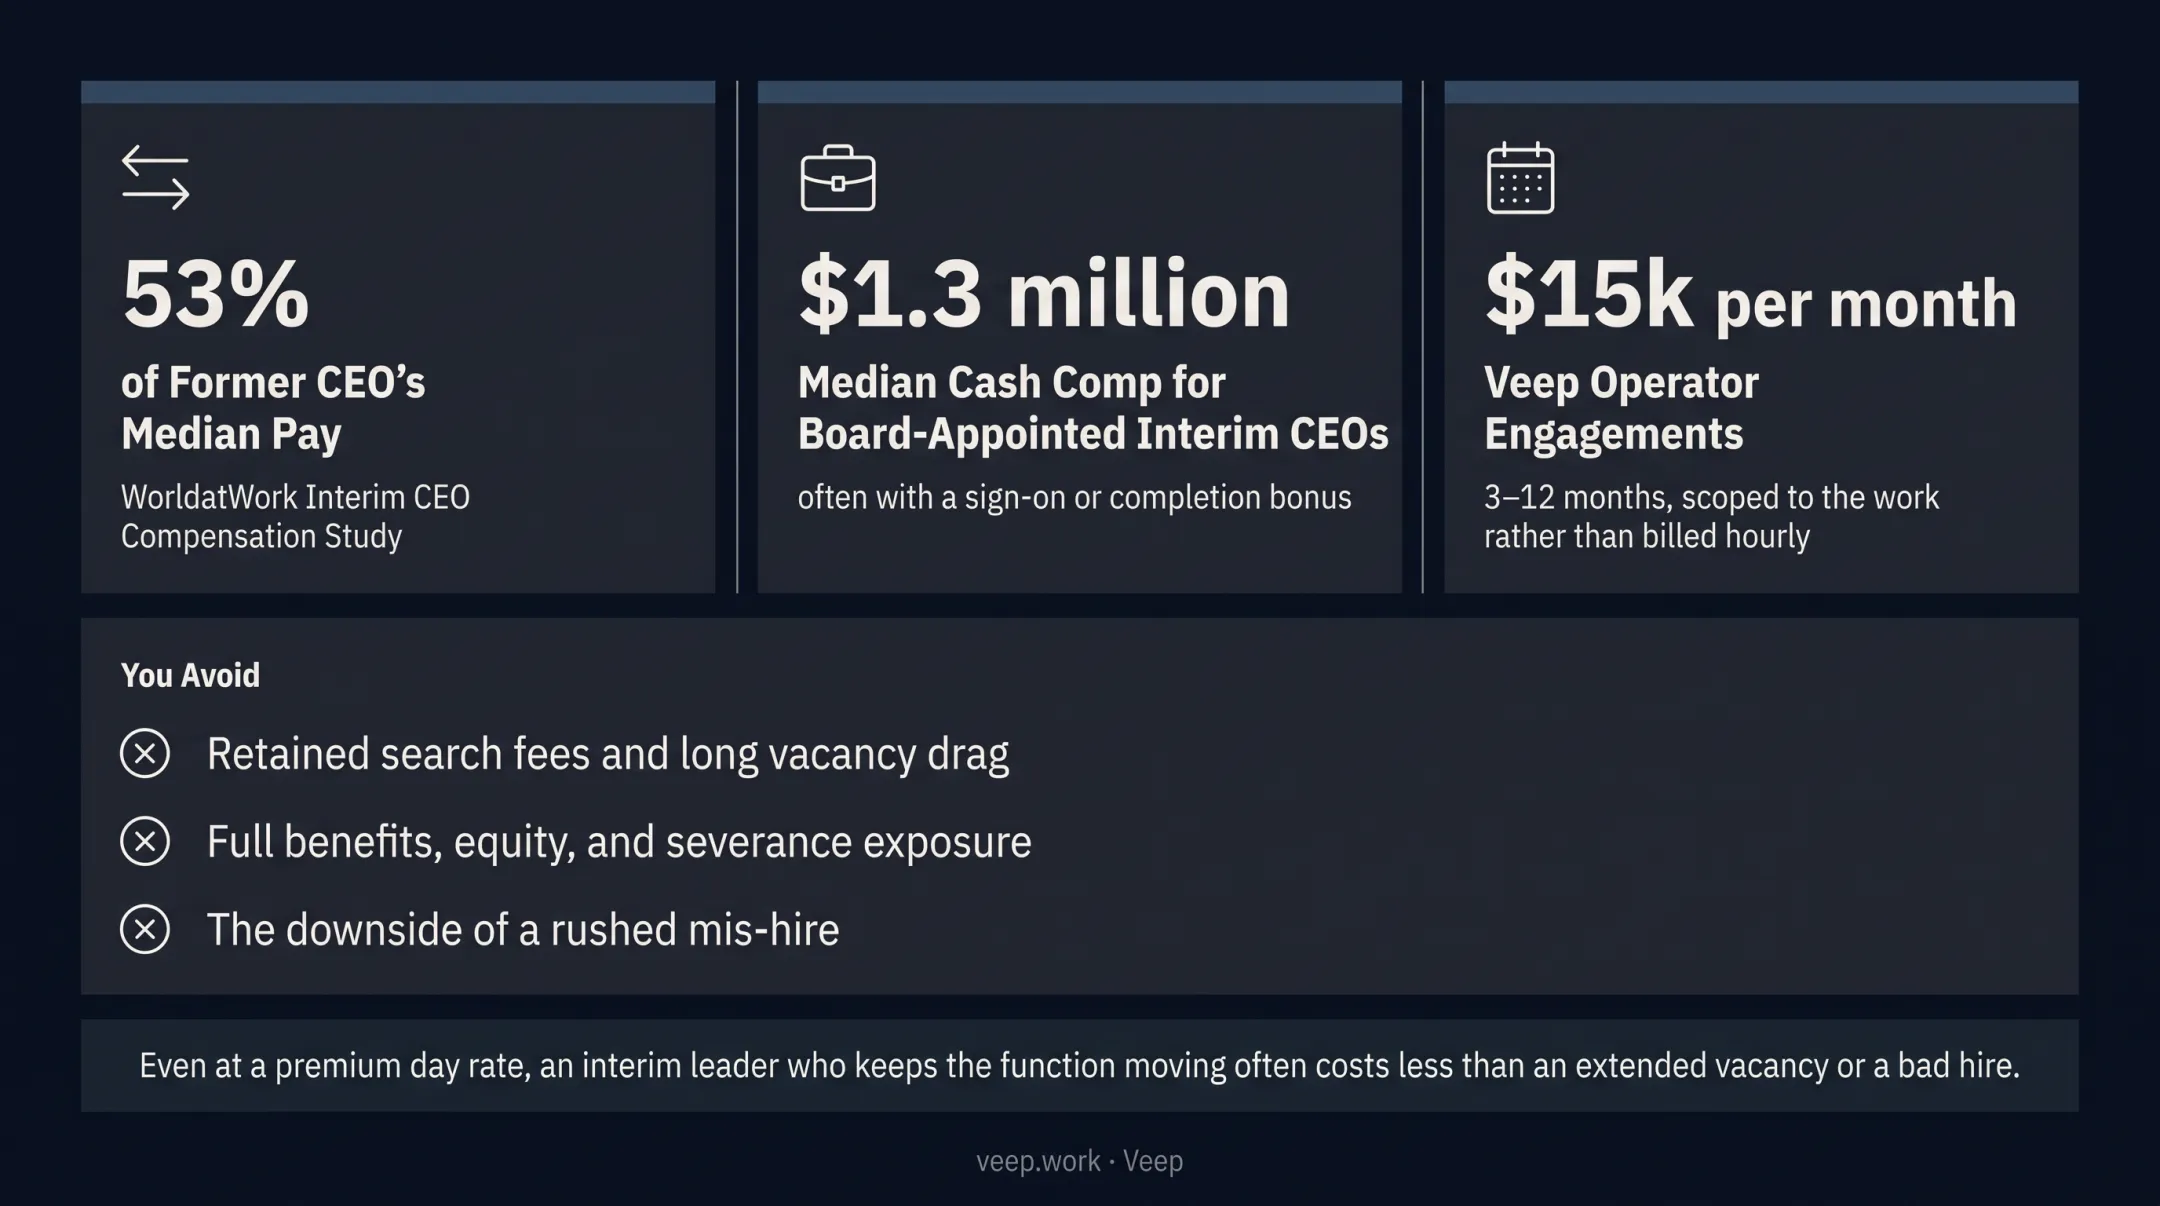 53%
of Former CEO’s
Median Pay
WorldatWork Interim CEO
Compensation Study
$1.3 million
Median Cash Comp for
Board-Appointed Interim CEOs
often with a sign-on or completion bonus
$15k per month
Veep Operator
Engagements
3–12 months, scoped to the work
rather than billed hourly
You Avoid
Retained search fees and long vacancy drag
Full benefits, equity, and severance exposure
The downside of a rushed mis-hire
Even at a premium day rate, an interim leader who keeps the function moving often costs less than an extended vacancy or a bad hire.
veep.work · Veep